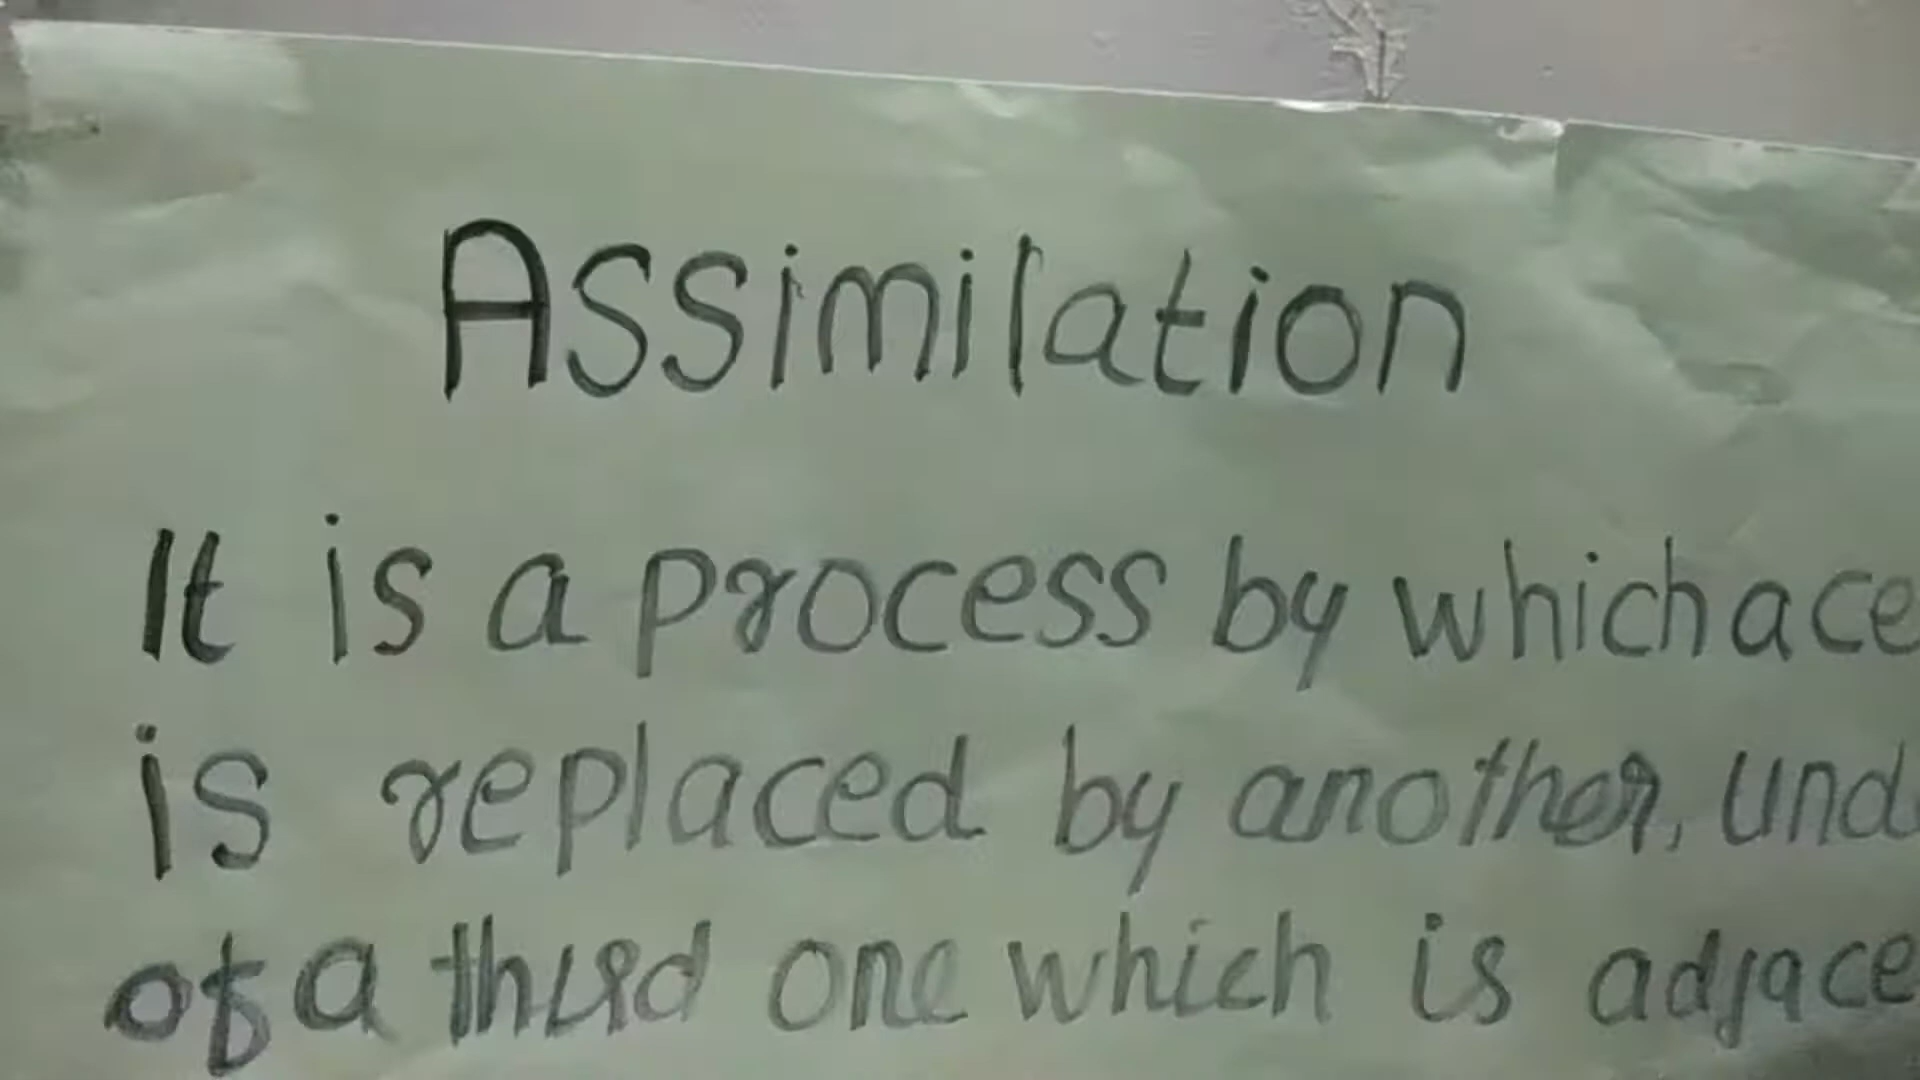 Assimilation
It is a process by which a ce
is replaced by another, und
of a third one which is adjace